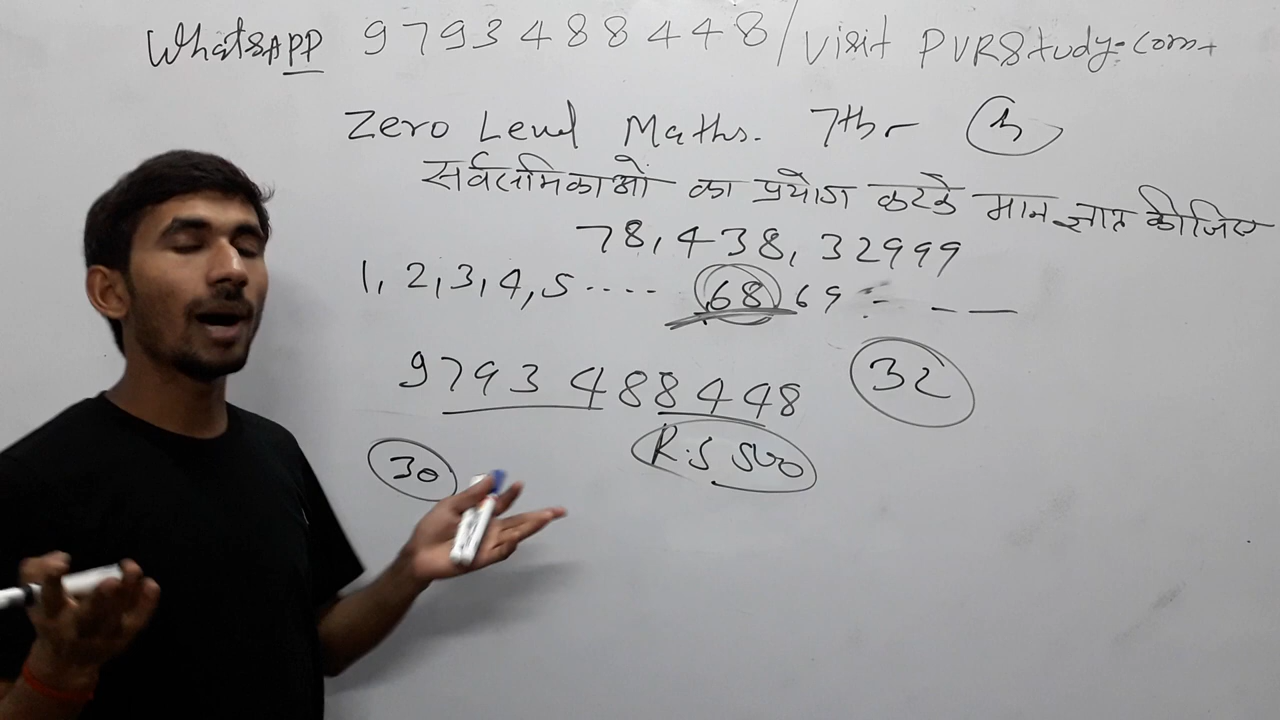 WhatsAPP 9793488448/Visit PVRStudy.com
Zero Level Maths. 7th - h
सर्वसमिकाओं का प्रयोग करके मान ज्ञात कीजिए
78,438,32999
1, 2,3,4,5.... 68 69 - - —
9793488448 32
30 R.S 500